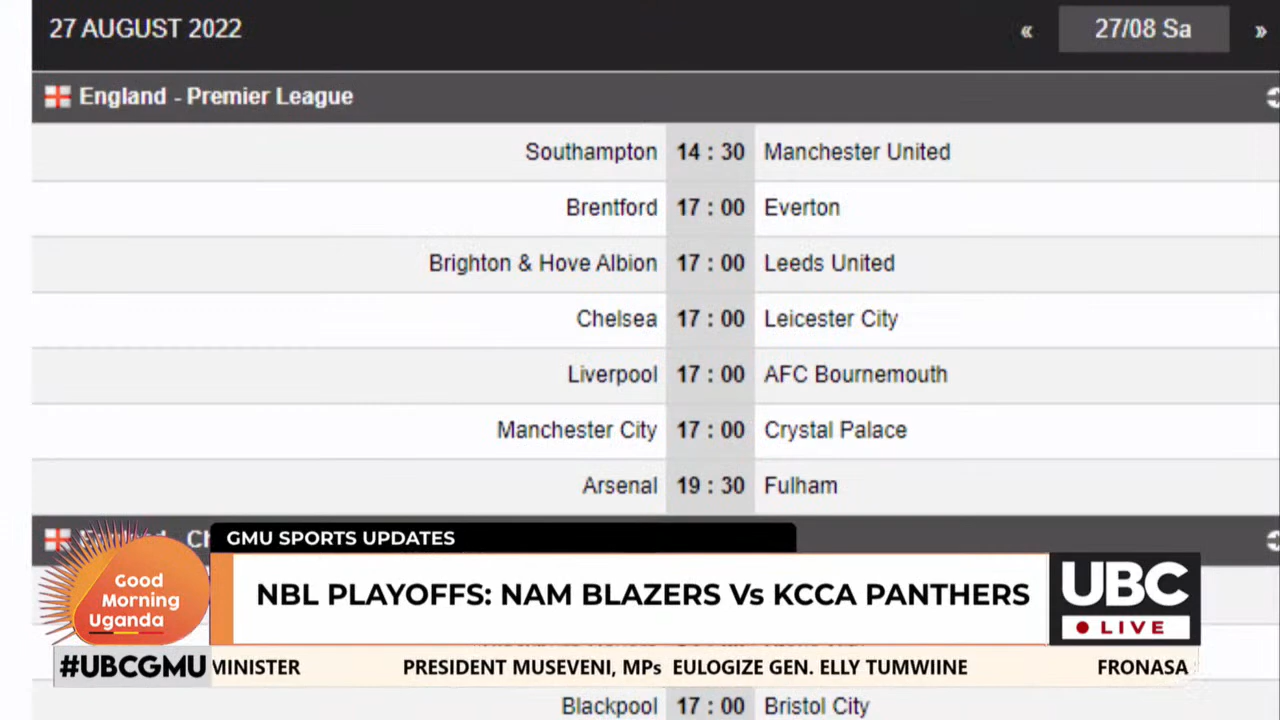 27 AUGUST 2022 « 27/08 Sa »
England - Premier League
Southampton 14 : 30 Manchester United
Brentford 17 : 00 Everton
Brighton & Hove Albion 17 : 00 Leeds United
Chelsea 17 : 00 Leicester City
Liverpool 17 : 00 AFC Bournemouth
Manchester City 17 : 00 Crystal Palace
Arsenal 19 : 30 Fulham
GMU SPORTS UPDATES
Good
Morning
Uganda
NBL PLAYOFFS: NAM BLAZERS Vs KCCA PANTHERS
UBC
LIVE
#UBCGMU MINISTER PRESIDENT MUSEVENI, MPs EULOGIZE GEN. ELLY TUMWIINE FRONASA
Blackpool 17 : 00 Bristol City